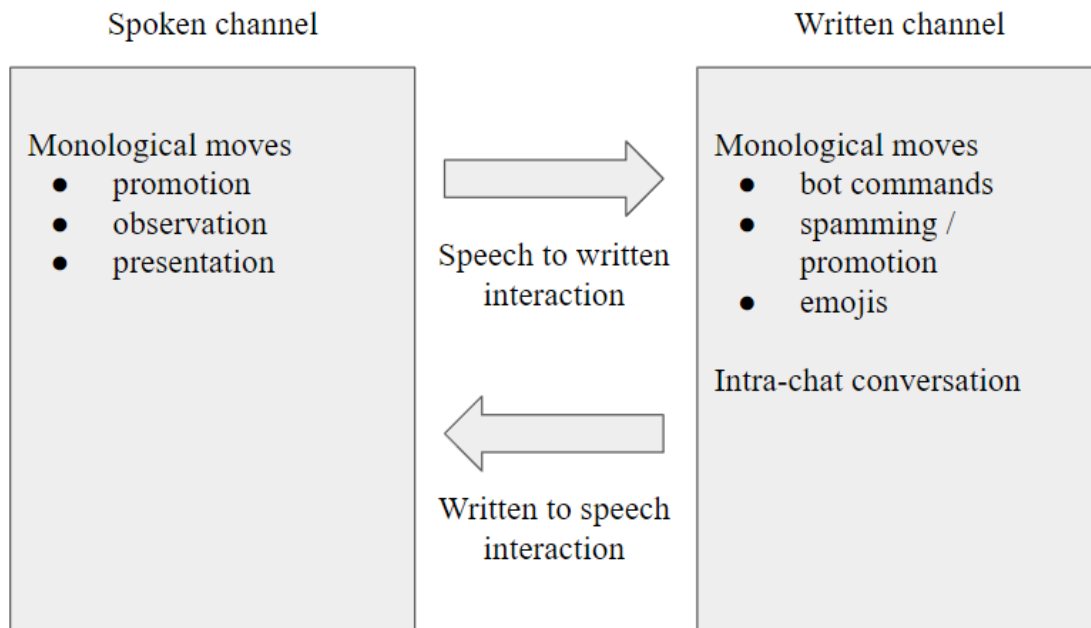 Spoken channel
Written channel
Monological moves
● promotion
● observation
● presentation
Speech to written
interaction
Written to speech
interaction
Monological moves
● bot commands
● spamming /
promotion
● emojis
Intra-chat conversation